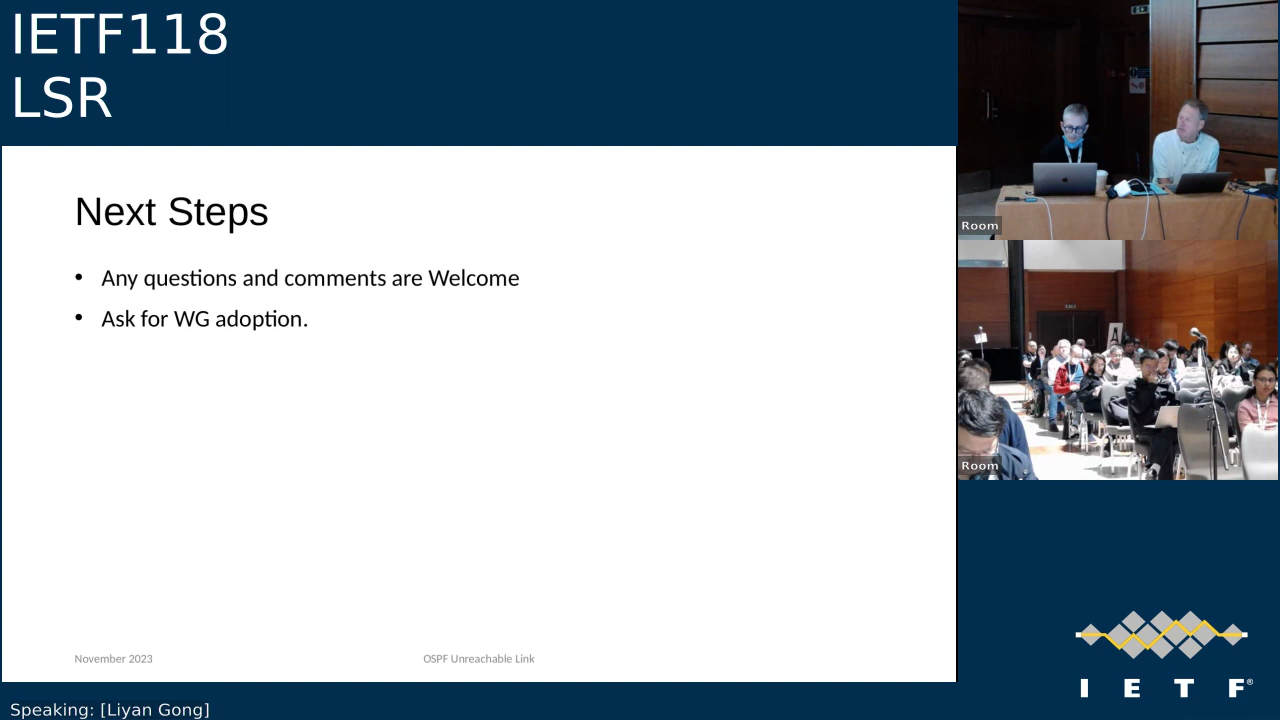 IETF118
LSR
Next Steps
• Any questions and comments are Welcome
• Ask for WG adoption.
November 2023
OSPF Unreachable Link
Room
Room
I E T F®
Speaking: [Liyan Gong]